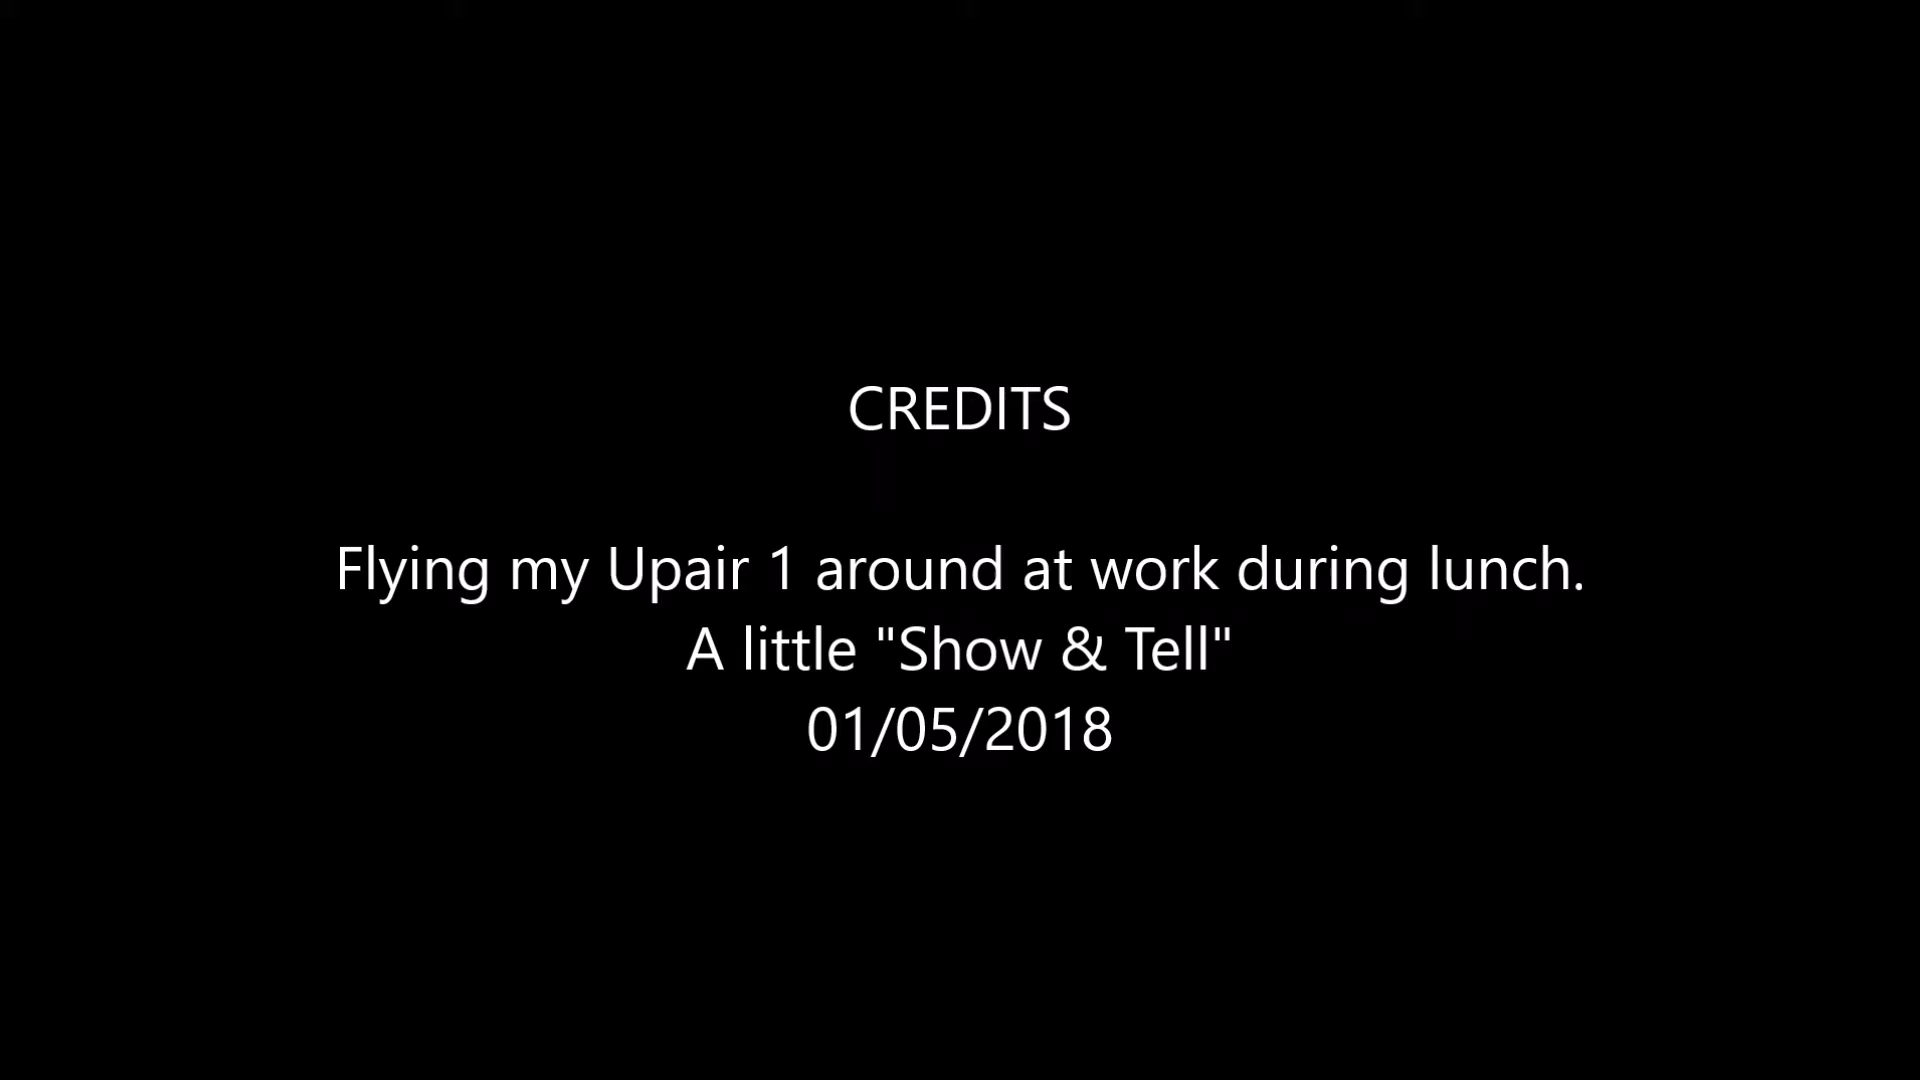 CREDITS
Flying my Upair 1 around at work during lunch.
A little "Show & Tell"
01/05/2018